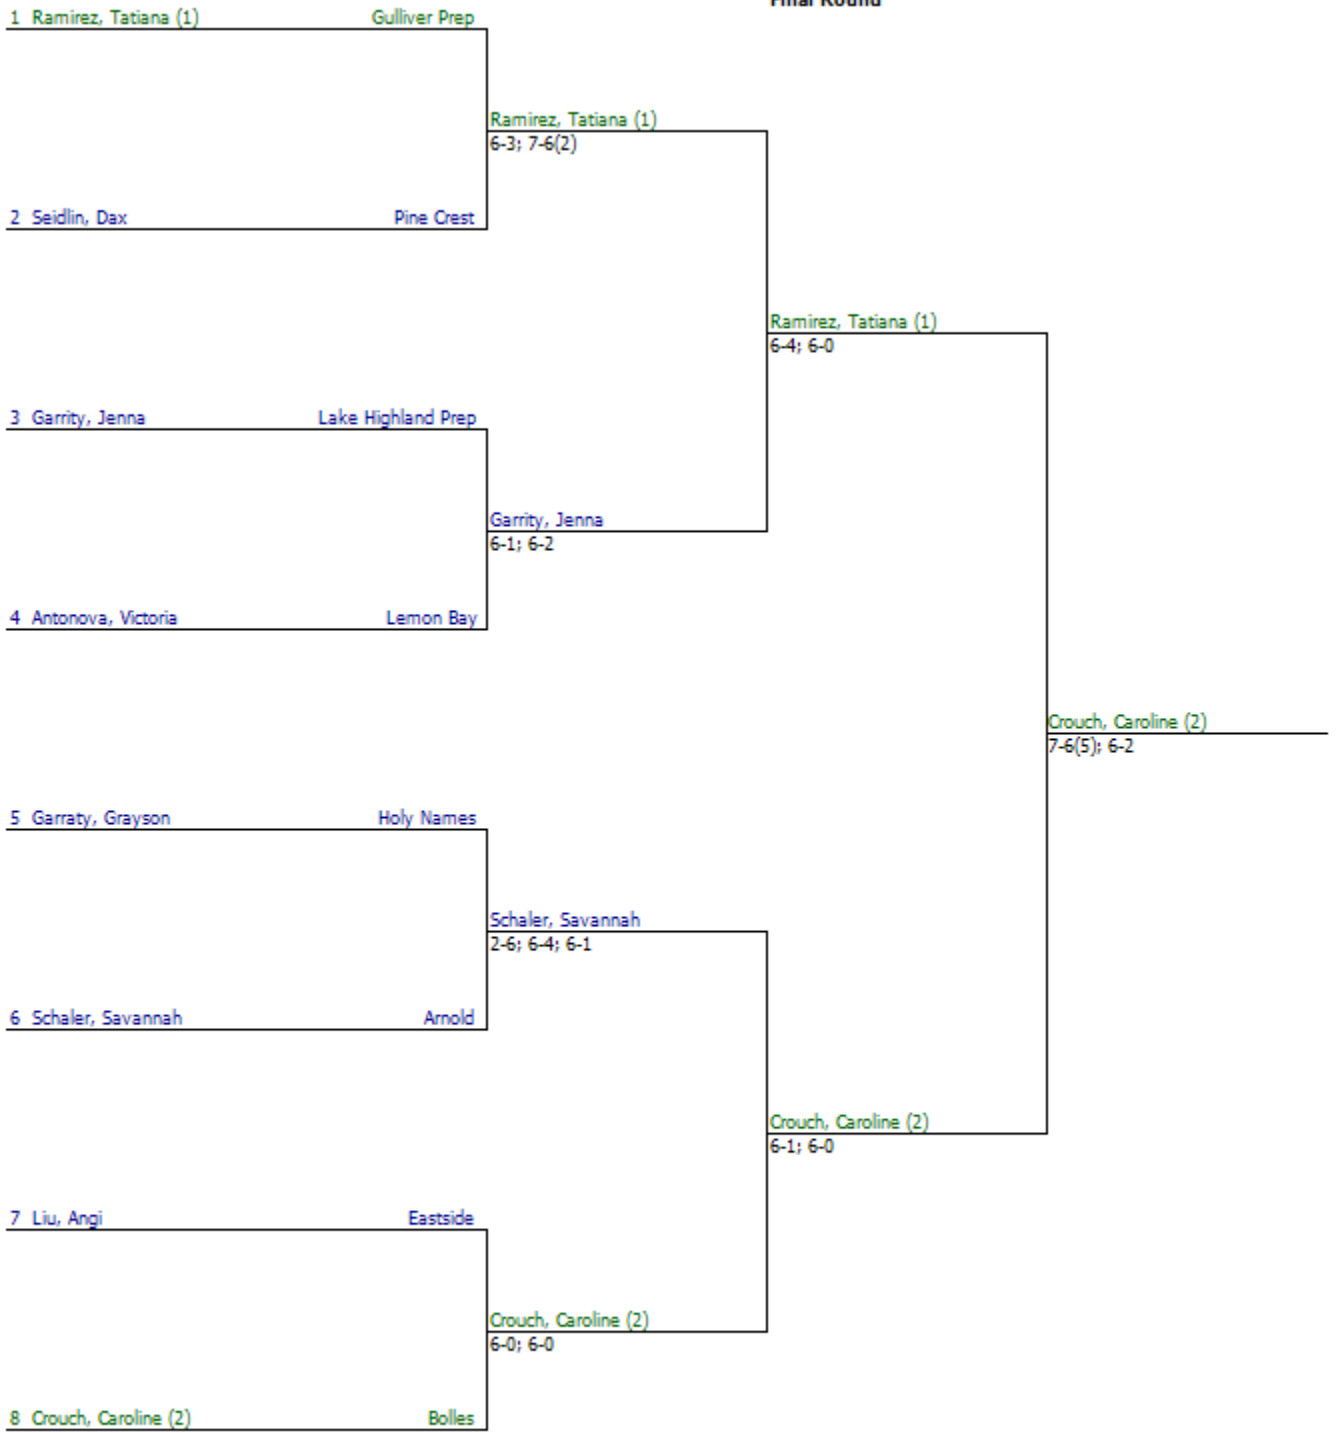 Final Round
1 Ramirez, Tatiana (1) Gulliver Prep
Ramirez, Tatiana (1)
6-3; 7-6(2)
2 Seidlin, Dax Pine Crest
Ramirez, Tatiana (1)
6-4; 6-0
3 Garrity, Jenna Lake Highland Prep
Garrity, Jenna
6-1; 6-2
4 Antonova, Victoria Lemon Bay
Crouch, Caroline (2)
7-6(5); 6-2
5 Garraty, Grayson Holy Names
Schaler, Savannah
2-6; 6-4; 6-1
6 Schaler, Savannah Arnold
Crouch, Caroline (2)
6-1; 6-0
7 Liu, Angi Eastside
Crouch, Caroline (2)
6-0; 6-0
8 Crouch, Caroline (2) Bolles